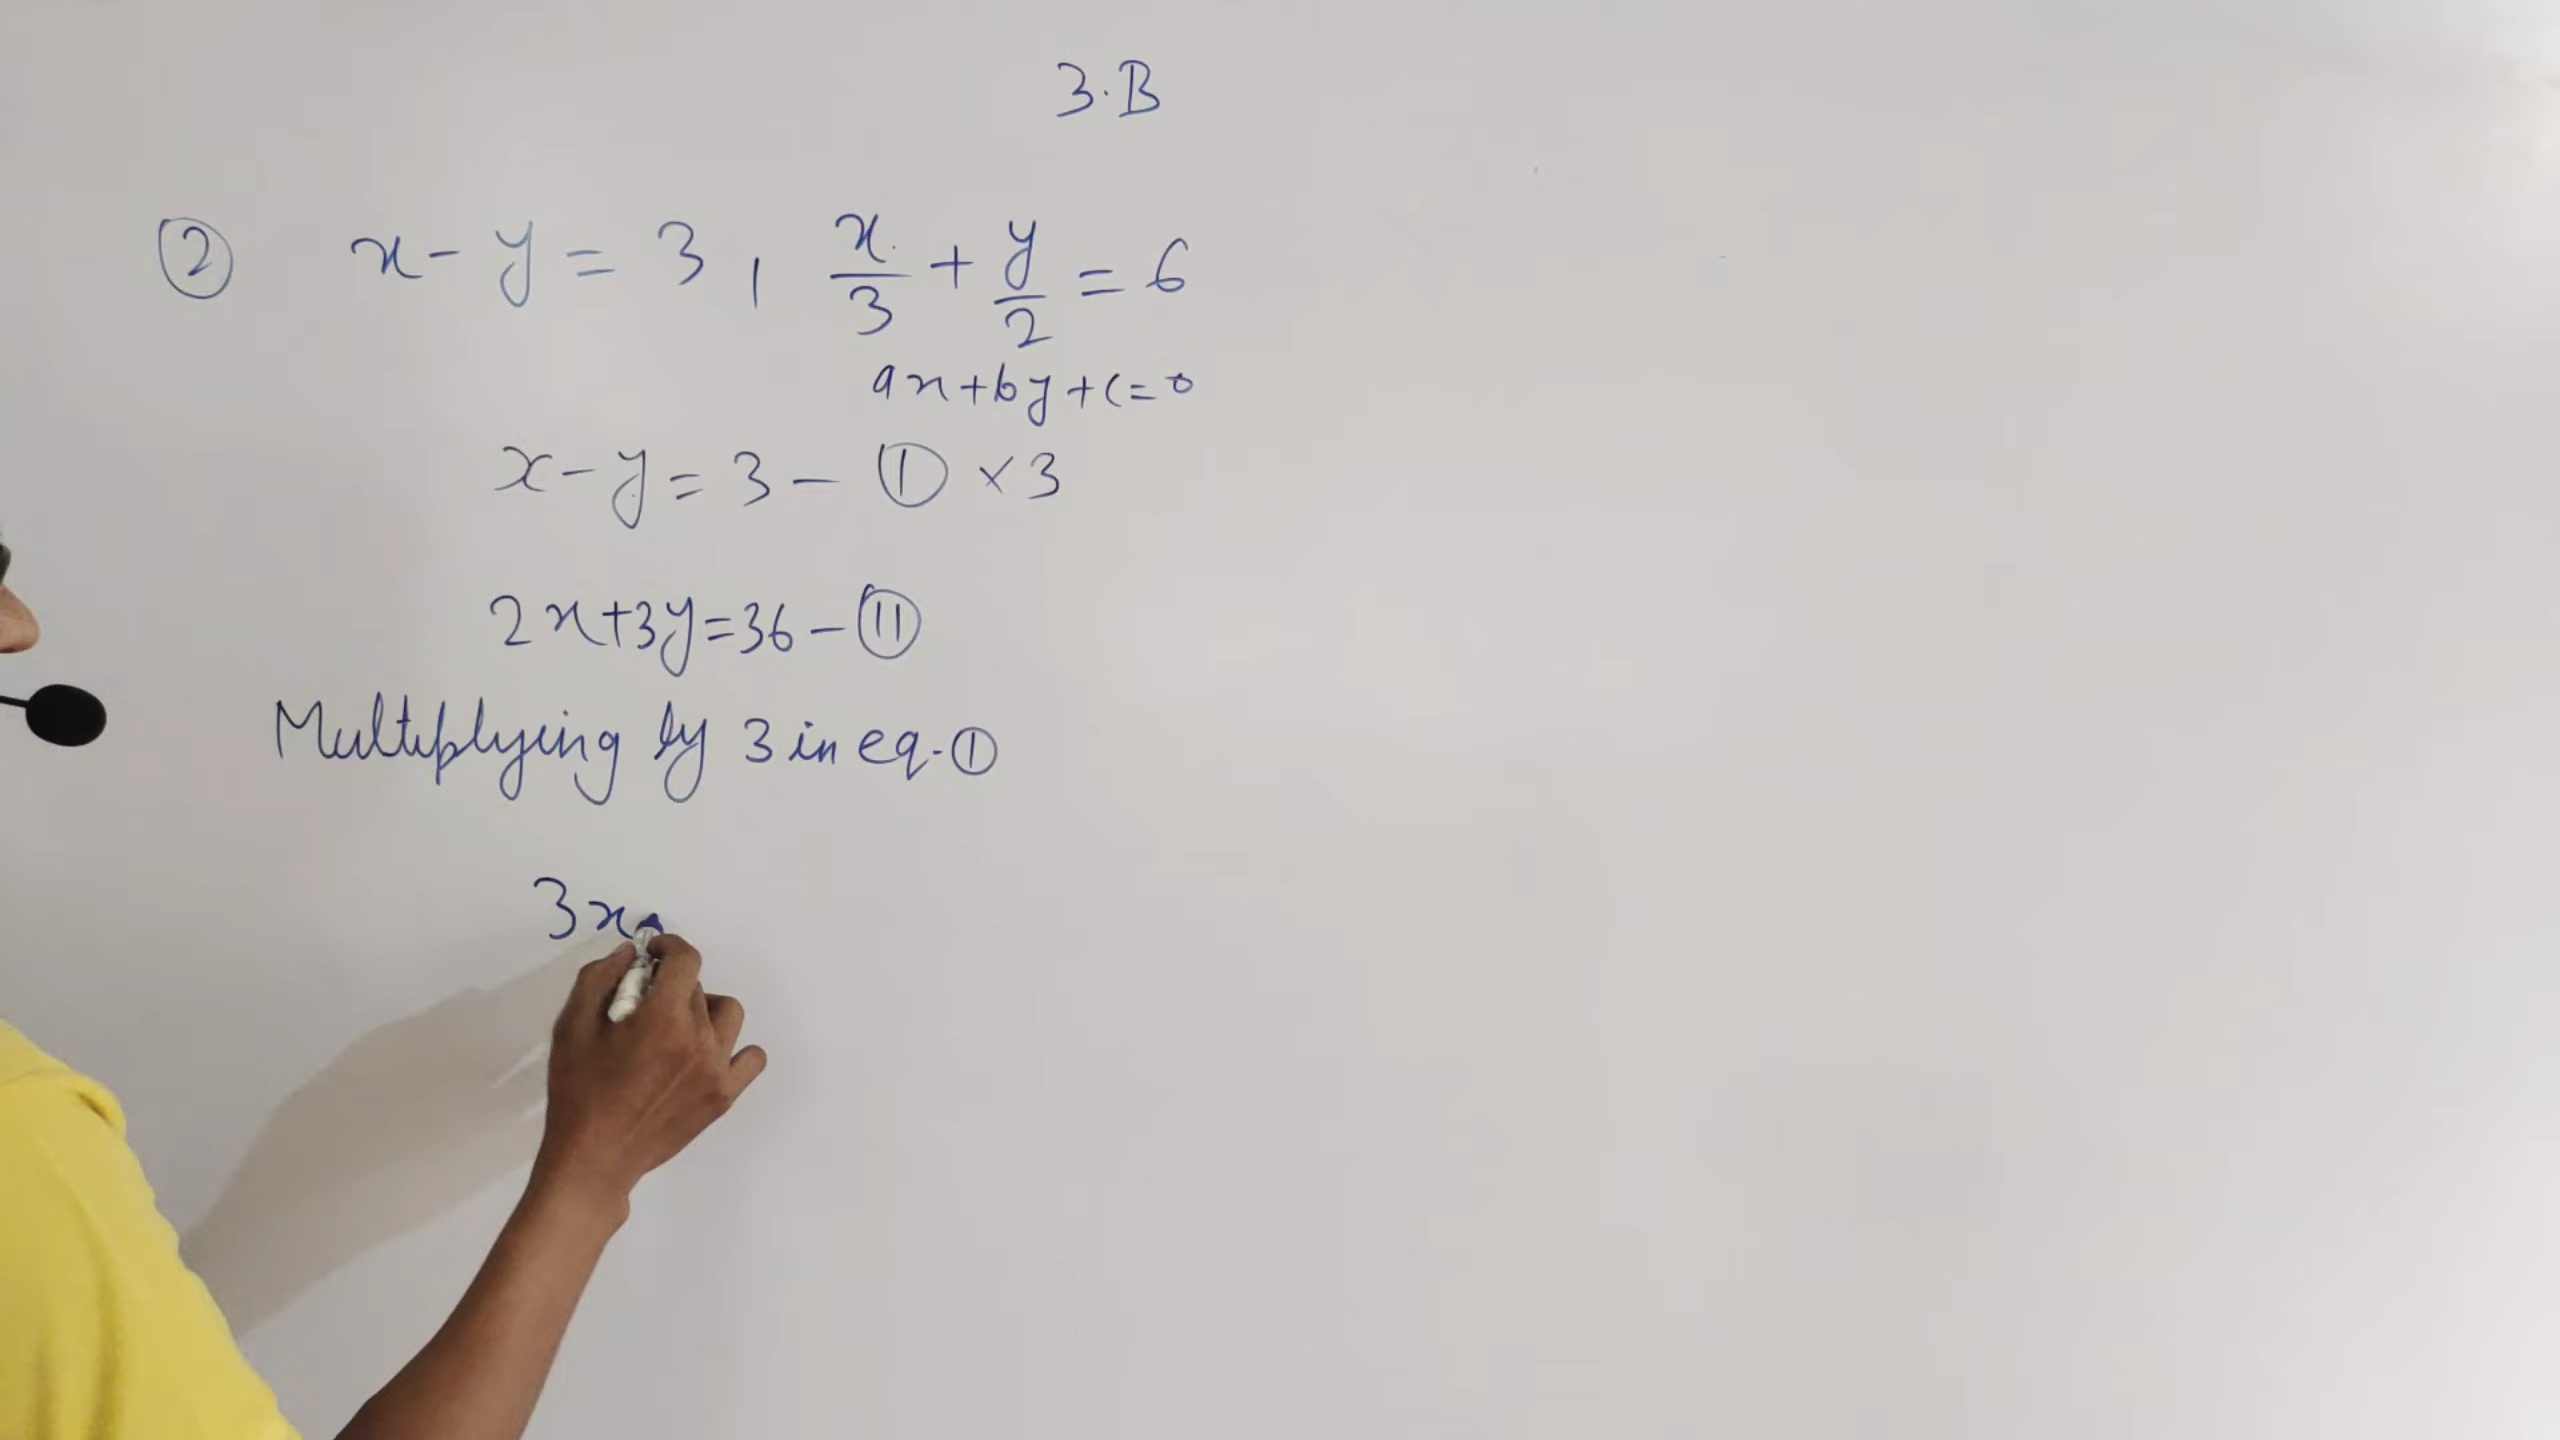 3.B
② x - y = 3, x/3 + y/2 = 6
ax+by+c=0
x-y=3 - ① ×3
2x+3y=36 - ⑪
Multiplying by 3 in eq-①
3x